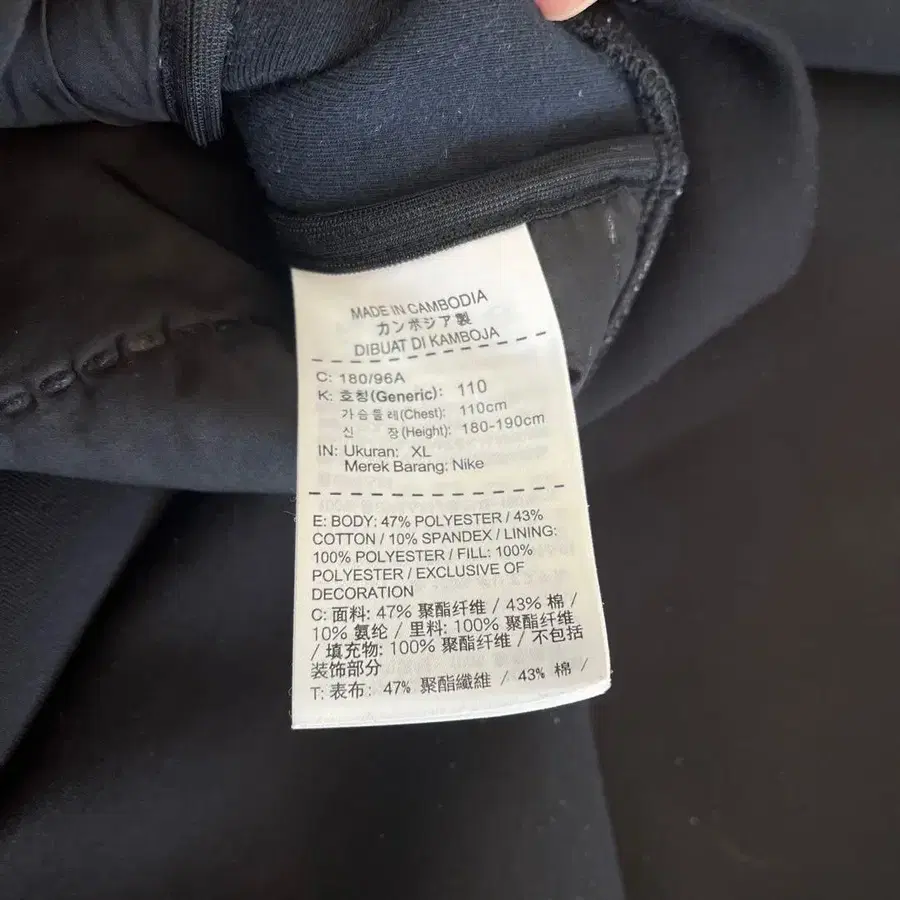 MADE IN CAMBODIA
カンボジア製
DIBUAT DI KAMBOJA
C: 180/96A
K: 호칭(Generic): 110
가슴둘레(Chest): 110cm
신 장(Height): 180-190cm
IN: Ukuran: XL
Merek Barang: Nike
E: BODY: 47% POLYESTER / 43%
COTTON / 10% SPANDEX / LINING:
100% POLYESTER / FILL: 100%
POLYESTER / EXCLUSIVE OF
DECORATION
C: 面料: 47% 聚酯纤维 / 43% 棉 /
10% 氨纶 / 里料: 100% 聚酯纤维
/ 填充物: 100% 聚酯纤维 / 不包括
装饰部分
T: 表布: 47% 聚酯纖維 / 43% 棉 /